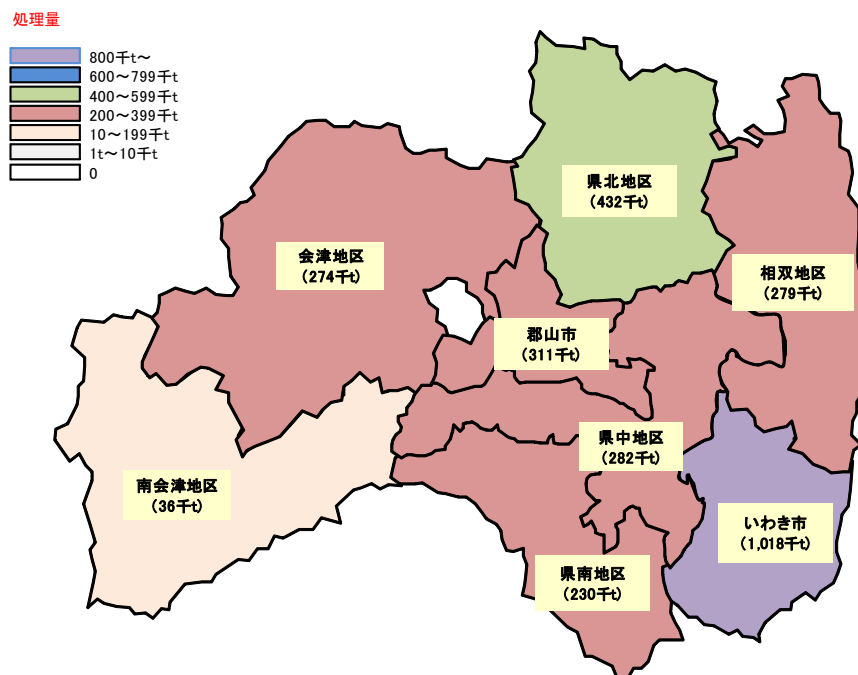 処理量
800千t～
600～799千t
400～599千t
200～399千t
10～199千t
1t～10千t
0
県北地区
(432千t)
会津地区
(274千t)
相双地区
(279千t)
郡山市
(311千t)
県中地区
(282千t)
南会津地区
(36千t)
いわき市
(1,018千t)
県南地区
(230千t)